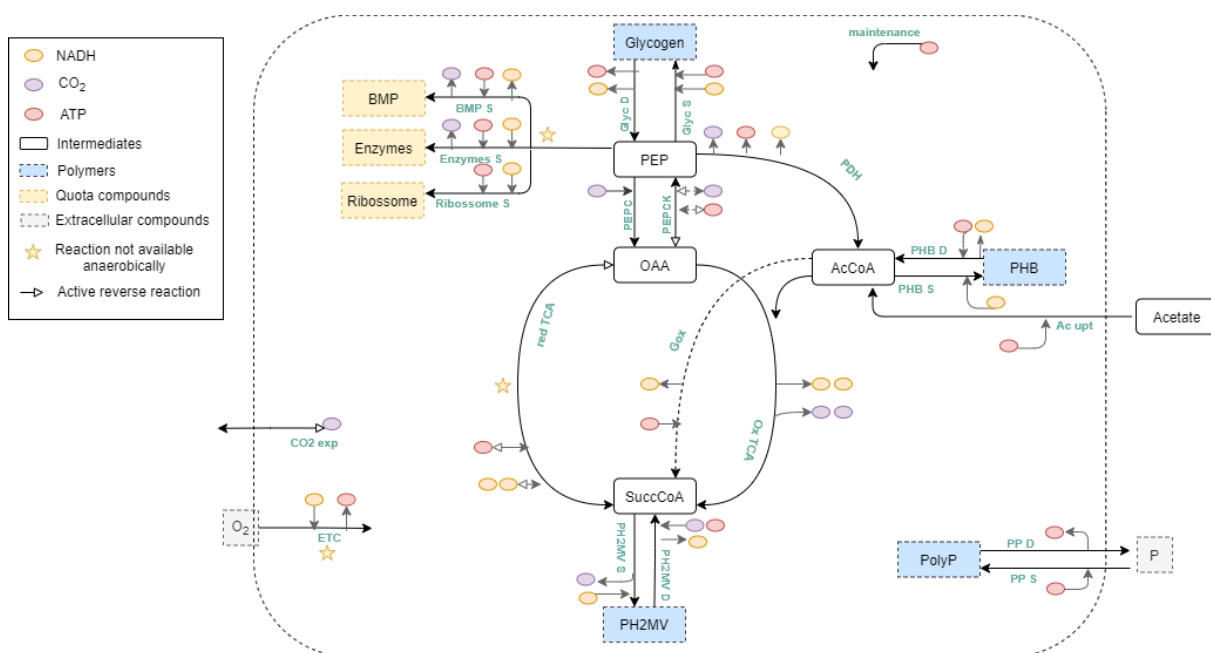 NADH
CO2
ATP
Intermediates
Polymers
Quota compounds
Extracellular compounds
Reaction not available
anaerobically
Active reverse reaction
maintenance
Glycogen
Glyc D
Glyc S
BMP
BMP S
Enzymes
Enzymes S
Ribossome
Ribossome S
PEP
PDH
PEPC
PEPCK
OAA
AcCoA
PHB D
PHB
PHB S
Acetate
Ac upt
red TCA
Gox
Ox TCA
CO2 exp
SuccCoA
O2
ETC
PH2MV S
PH2MV D
PH2MV
PolyP
PP D
PP S
P